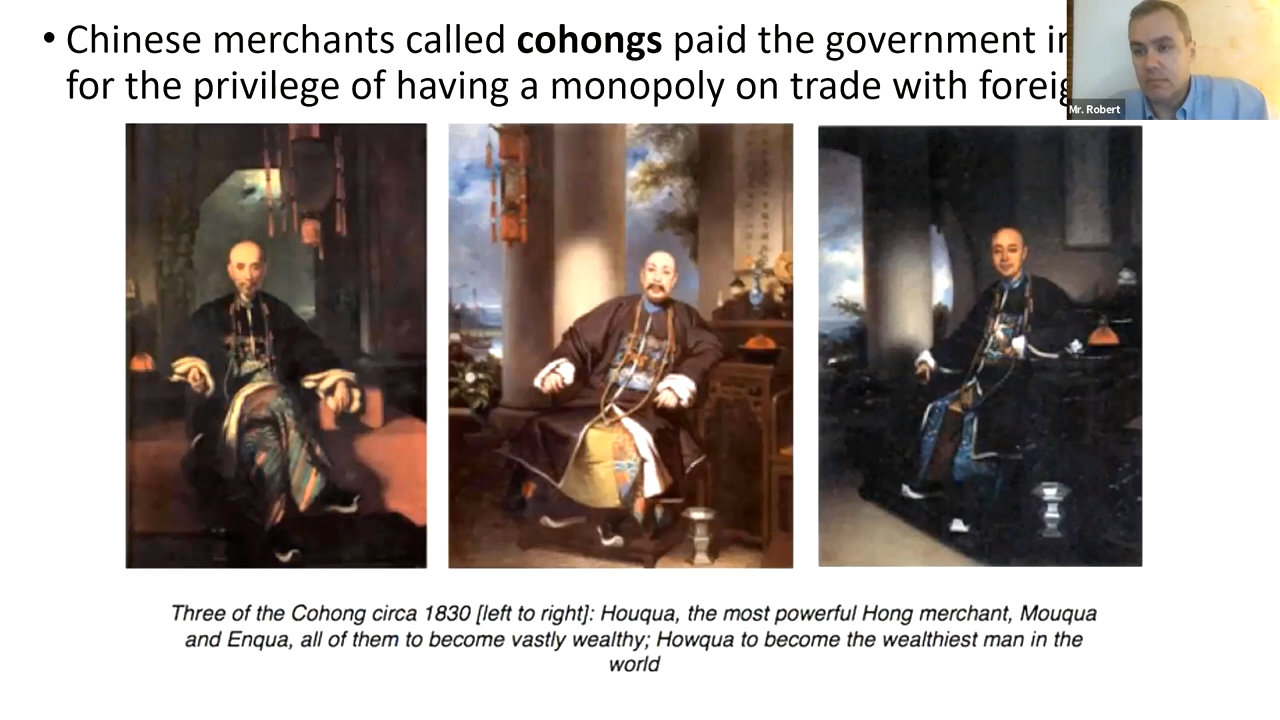 • Chinese merchants called cohongs paid the government
for the privilege of having a monopoly on trade with
Mr. Robert
Three of the Cohong circa 1830 [left to right]: Houqua, the most powerful Hong merchant, Mouqua
and Enqua, all of them to become vastly wealthy; Howqua to become the wealthiest man in the
world